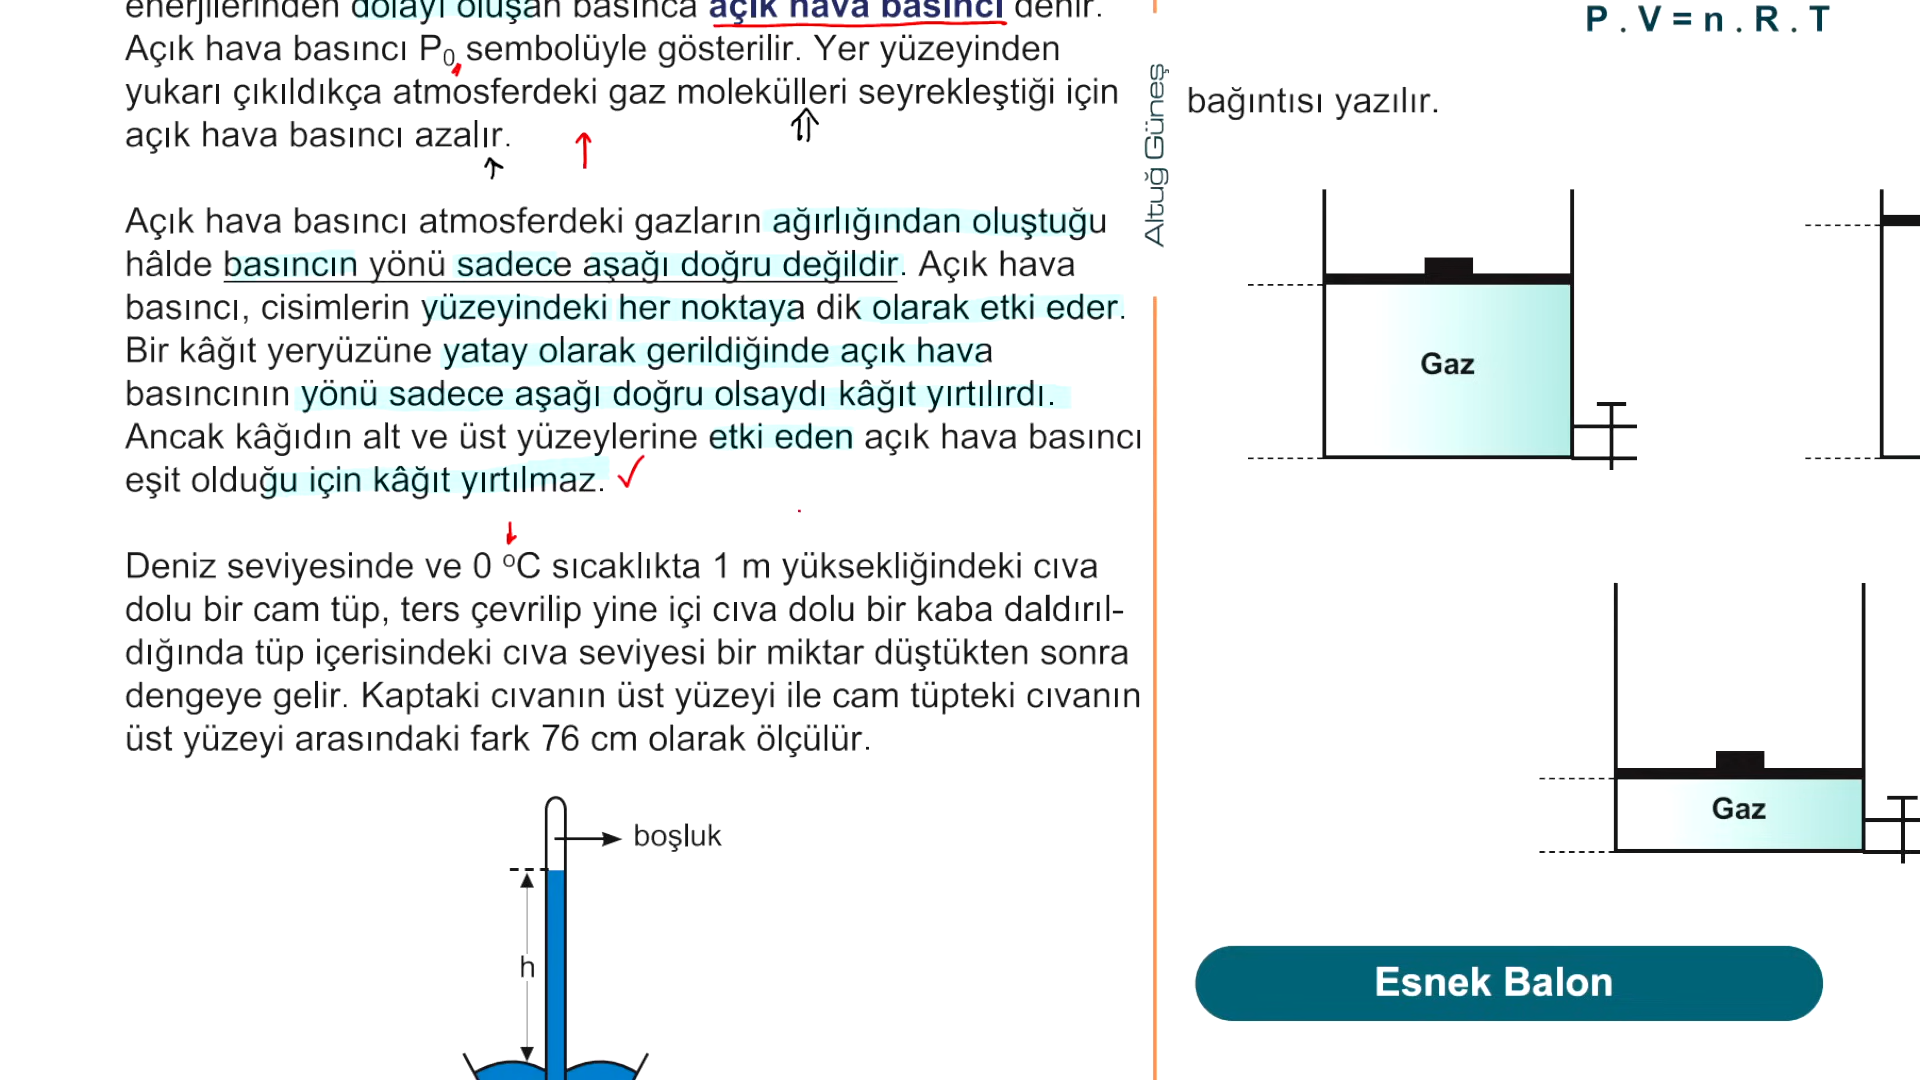 enerjilerinden dolayı oluşan basınca açık hava basıncı denir.
Açık hava basıncı P0 sembolüyle gösterilir. Yer yüzeyinden
yukarı çıkıldıkça atmosferdeki gaz molekülleri seyrekleştiği için
açık hava basıncı azalır.
Açık hava basıncı atmosferdeki gazların ağırlığından oluştuğu
hâlde basıncın yönü sadece aşağı doğru değildir. Açık hava
basıncı, cisimlerin yüzeyindeki her noktaya dik olarak etki eder.
Bir kâğıt yeryüzüne yatay olarak gerildiğinde açık hava
basıncının yönü sadece aşağı doğru olsaydı kâğıt yırtılırdı.
Ancak kâğıdın alt ve üst yüzeylerine etki eden açık hava basıncı
eşit olduğu için kâğıt yırtılmaz.
Deniz seviyesinde ve 0 °C sıcaklıkta 1 m yüksekliğindeki cıva
dolu bir cam tüp, ters çevrilip yine içi cıva dolu bir kaba daldırıl-
dığında tüp içerisindeki cıva seviyesi bir miktar düştükten sonra
dengeye gelir. Kaptaki cıvanın üst yüzeyi ile cam tüpteki cıvanın
üst yüzeyi arasındaki fark 76 cm olarak ölçülür.
boşluk
h
Altuğ Güneş
P . V = n . R . T
bağıntısı yazılır.
Gaz
Gaz
Esnek Balon